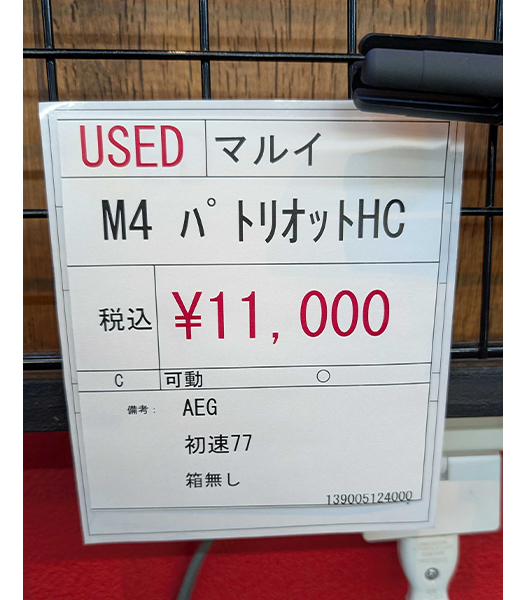 USED マルイ
M4 パトリオットHC
税込 ¥11,000
C 可動 ○
備考： AEG
初速77
箱無し
139005124000